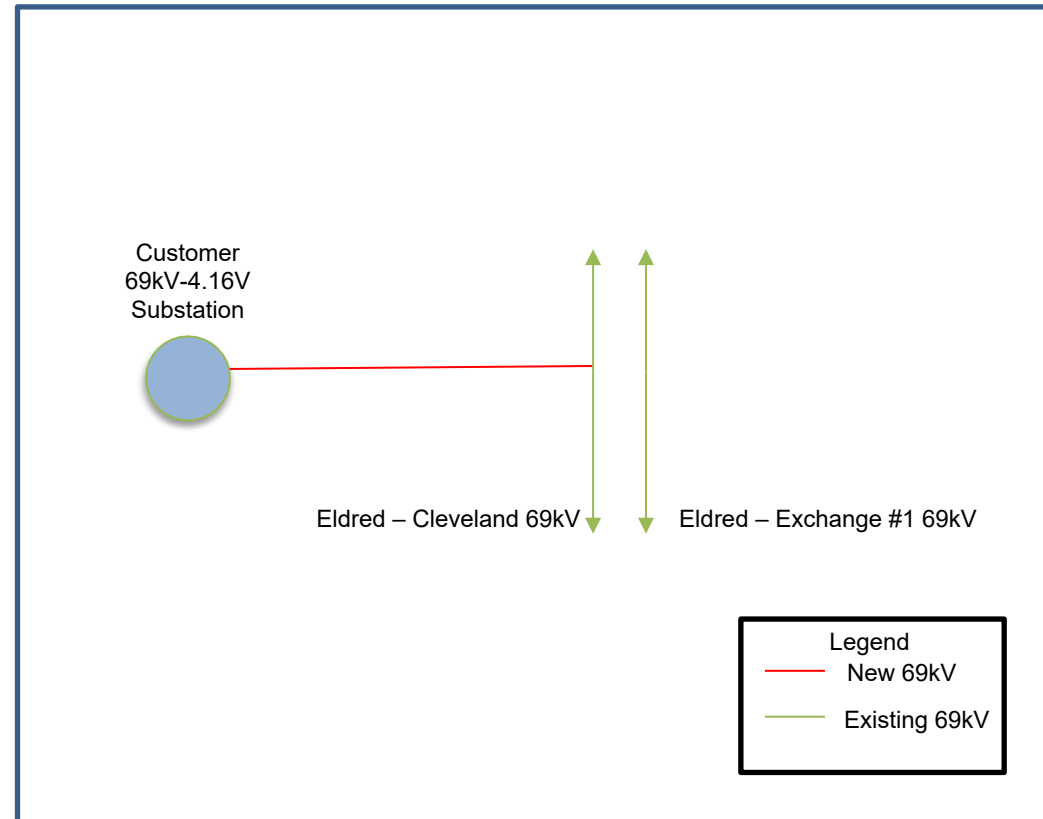 Customer
69kV-4.16V
Substation
Eldred – Cleveland 69kV
Eldred – Exchange #1 69kV
Legend
New 69kV
Existing 69kV